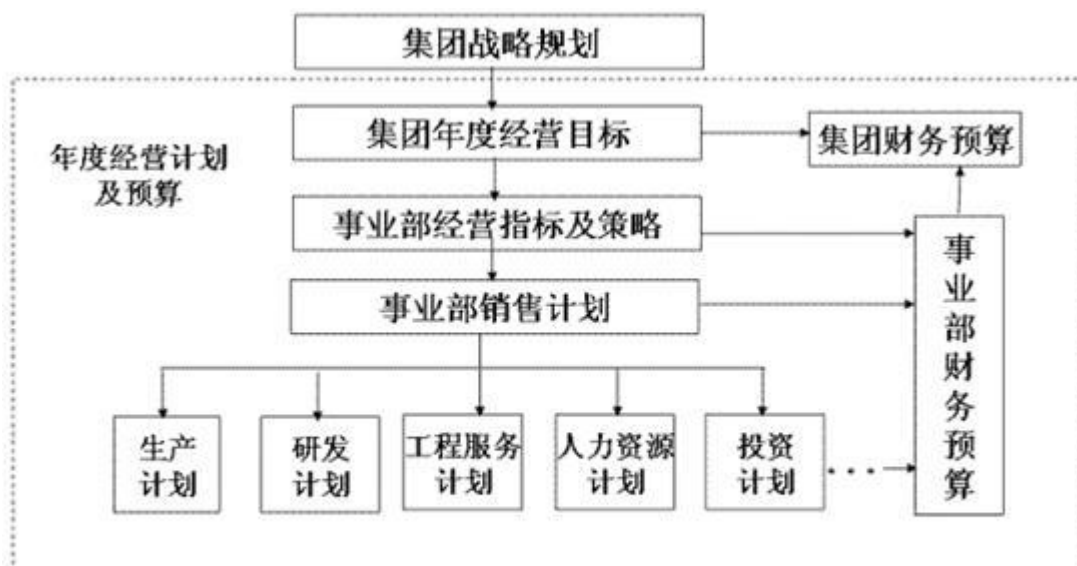 集团战略规划
集团年度经营目标
集团财务预算
年度经营计划
及预算
事业部经营指标及策略
事业部销售计划
事业部财务预算
生产
计划
研发
计划
工程服务
计划
人力资源
计划
投资
计划